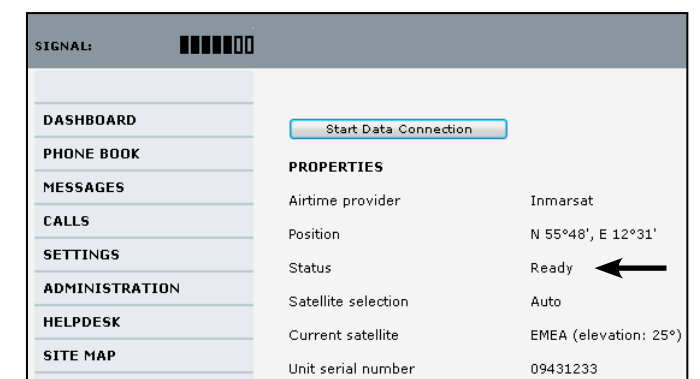 SIGNAL:
DASHBOARD
PHONE BOOK
MESSAGES
CALLS
SETTINGS
ADMINISTRATION
HELPDESK
SITE MAP
Start Data Connection
PROPERTIES
Airtime provider Inmarsat
Position N 55°48', E 12°31'
Status Ready
Satellite selection Auto
Current satellite EMEA (elevation: 25°)
Unit serial number 09431233